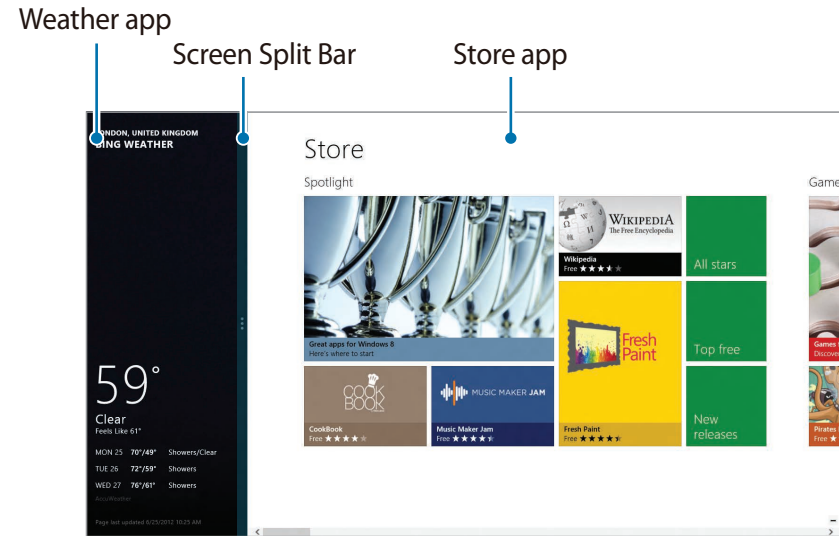 Weather app
Screen Split Bar
Store app
LONDON, UNITED KINGDOM
BING WEATHER
59°
Clear
Feels Like 61°
MON 25 70°/49° Showers/Clear
TUE 26 72°/59° Showers
WED 27 76°/61° Showers
AccuWeather
Page last updated 6/25/2012 10:25 AM
Store
Spotlight
Great apps for Windows 8
Here's where to start
WIKIPEDIA
The Free Encyclopedia
Wikipedia
Free
All stars
Fresh
Paint
Top free
COOK
BOOK
CookBook
Free
MUSIC MAKER JAM
Music Maker Jam
Free
Fresh Paint
Free
New
releases
Game
Games
Discove
Pirates
Free